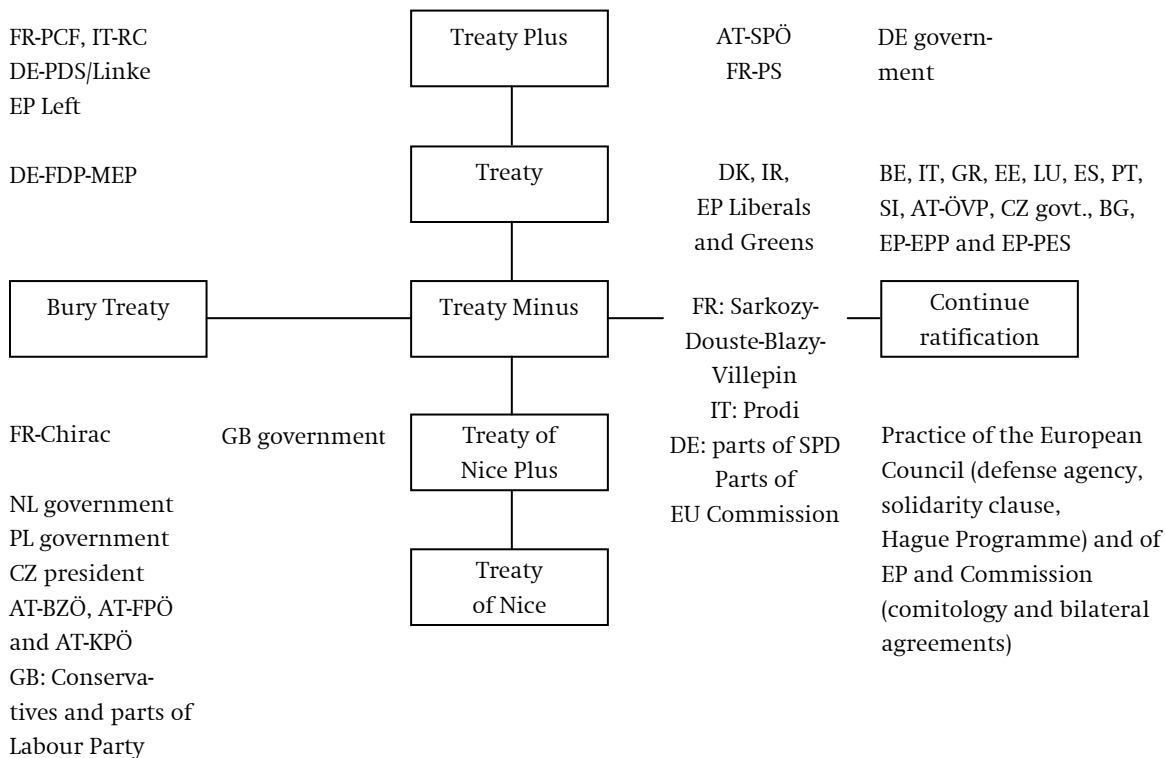 FR-PCF, IT-RC
DE-PDS/Linke
EP Left
Treaty Plus
AT-SPÖ
FR-PS
DE govern-
ment
DE-FDP-MEP
Treaty
DK, IR,
EP Liberals
and Greens
BE, IT, GR, EE, LU, ES, PT,
SI, AT-ÖVP, CZ govt., BG,
EP-EPP and EP-PES
Bury Treaty
Treaty Minus
FR: Sarkozy-
Douste-Blazy-
Villepin
IT: Prodi
DE: parts of SPD
Parts of
EU Commission
Continue
ratification
FR-Chirac
GB government
Treaty of
Nice Plus
Practice of the European
Council (defense agency,
solidarity clause,
Hague Programme) and of
EP and Commission
(comitology and bilateral
agreements)
NL government
PL government
CZ president
AT-BZÖ, AT-FPÖ
and AT-KPÖ
GB: Conserva-
tives and parts of
Labour Party
Treaty
of Nice